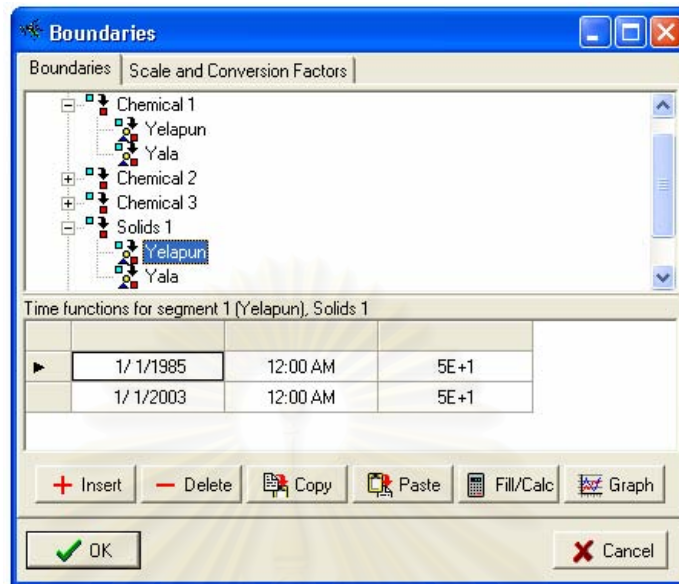 Boundaries
Boundaries Scale and Conversion Factors
Chemical 1
Yelapun
Yala
Chemical 2
Chemical 3
Solids 1
Yelapun
Yala
Time functions for segment 1 (Yelapun), Solids 1
1/ 1/1985 12:00 AM 5E+1
1/ 1/2003 12:00 AM 5E+1
Insert Delete Copy Paste Fill/Calc Graph
OK Cancel